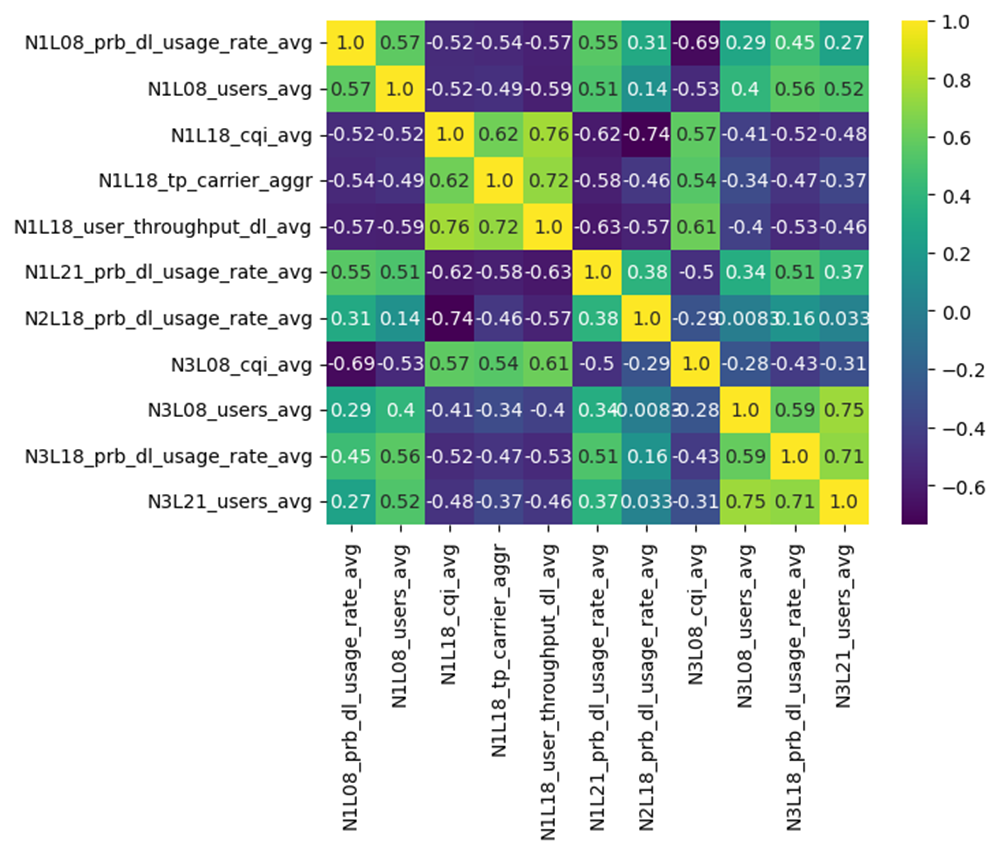 N1L08_prb_dl_usage_rate_avg 1.0 0.57 -0.52 -0.54 -0.57 0.55 0.31 -0.69 0.29 0.45 0.27
N1L08_users_avg 0.57 1.0 -0.52 -0.49 -0.59 0.51 0.14 -0.53 0.4 0.56 0.52
N1L18_cqi_avg -0.52 -0.52 1.0 0.62 0.76 -0.62 -0.74 0.57 -0.41 -0.52 -0.48
N1L18_tp_carrier_aggr -0.54 -0.49 0.62 1.0 0.72 -0.58 -0.46 0.54 -0.34 -0.47 -0.37
N1L18_user_throughput_dl_avg -0.57 -0.59 0.76 0.72 1.0 -0.63 -0.57 0.61 -0.4 -0.53 -0.46
N1L21_prb_dl_usage_rate_avg 0.55 0.51 -0.62 -0.58 -0.63 1.0 0.38 -0.5 0.34 0.51 0.37
N2L18_prb_dl_usage_rate_avg 0.31 0.14 -0.74 -0.46 -0.57 0.38 1.0 -0.29 0.0083 0.16 0.033
N3L08_cqi_avg -0.69 -0.53 0.57 0.54 0.61 -0.5 -0.29 1.0 -0.28 -0.43 -0.31
N3L08_users_avg 0.29 0.4 -0.41 -0.34 -0.4 0.34 0.0083 -0.28 1.0 0.59 0.75
N3L18_prb_dl_usage_rate_avg 0.45 0.56 -0.52 -0.47 -0.53 0.51 0.16 -0.43 0.59 1.0 0.71
N3L21_users_avg 0.27 0.52 -0.48 -0.37 -0.46 0.37 0.033 -0.31 0.75 0.71 1.0
N1L08_prb_dl_usage_rate_avg
N1L08_users_avg
N1L18_cqi_avg
N1L18_tp_carrier_aggr
N1L18_user_throughput_dl_avg
N1L21_prb_dl_usage_rate_avg
N2L18_prb_dl_usage_rate_avg
N3L08_cqi_avg
N3L08_users_avg
N3L18_prb_dl_usage_rate_avg
N3L21_users_avg
1.0
0.8
0.6
0.4
0.2
0.0
−0.2
−0.4
−0.6